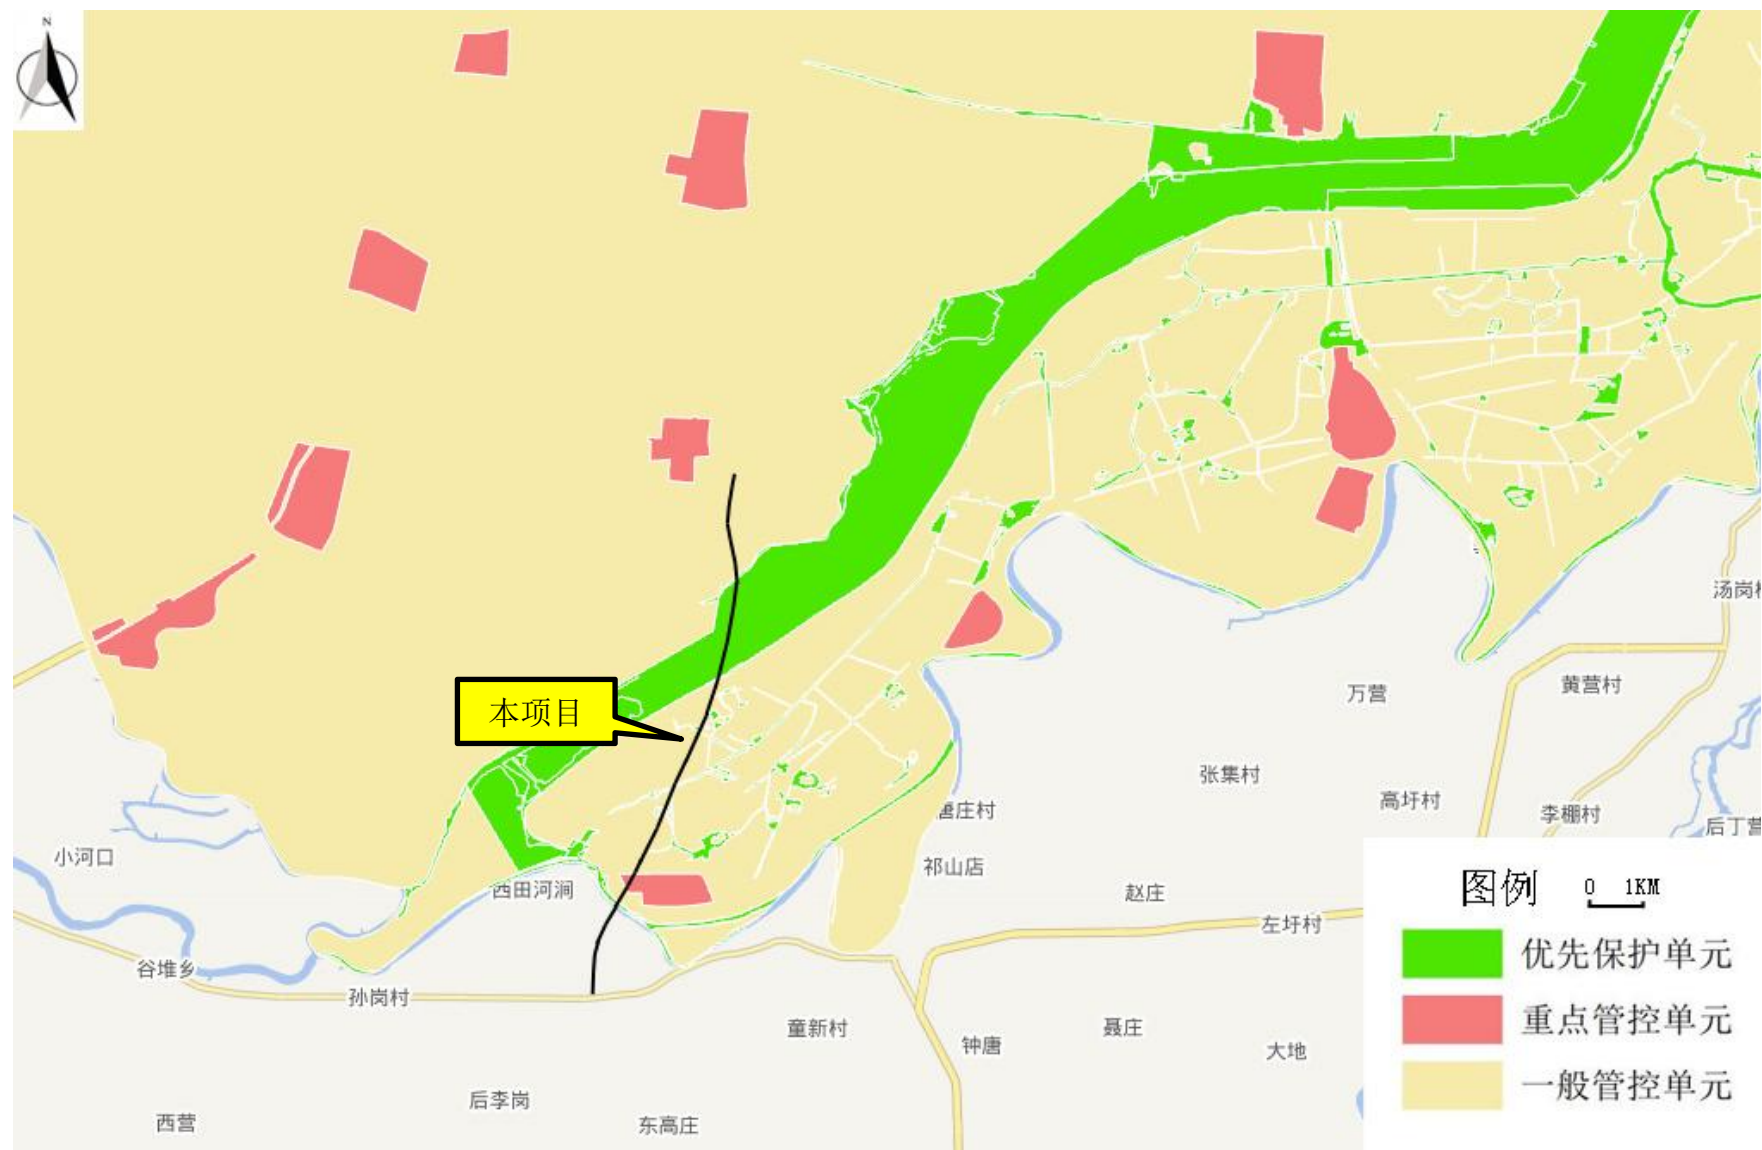 N
本项目
汤岗
黄营村
万营
张集村
高圩村
李棚村
后丁营
唐庄村
祁山店
小河口
西田河涧
赵庄
左圩村
谷堆乡
孙岗村
童新村
钟唐
聂庄
大地
后李岗
西营
东高庄
图例 0 1KM
优先保护单元
重点管控单元
一般管控单元